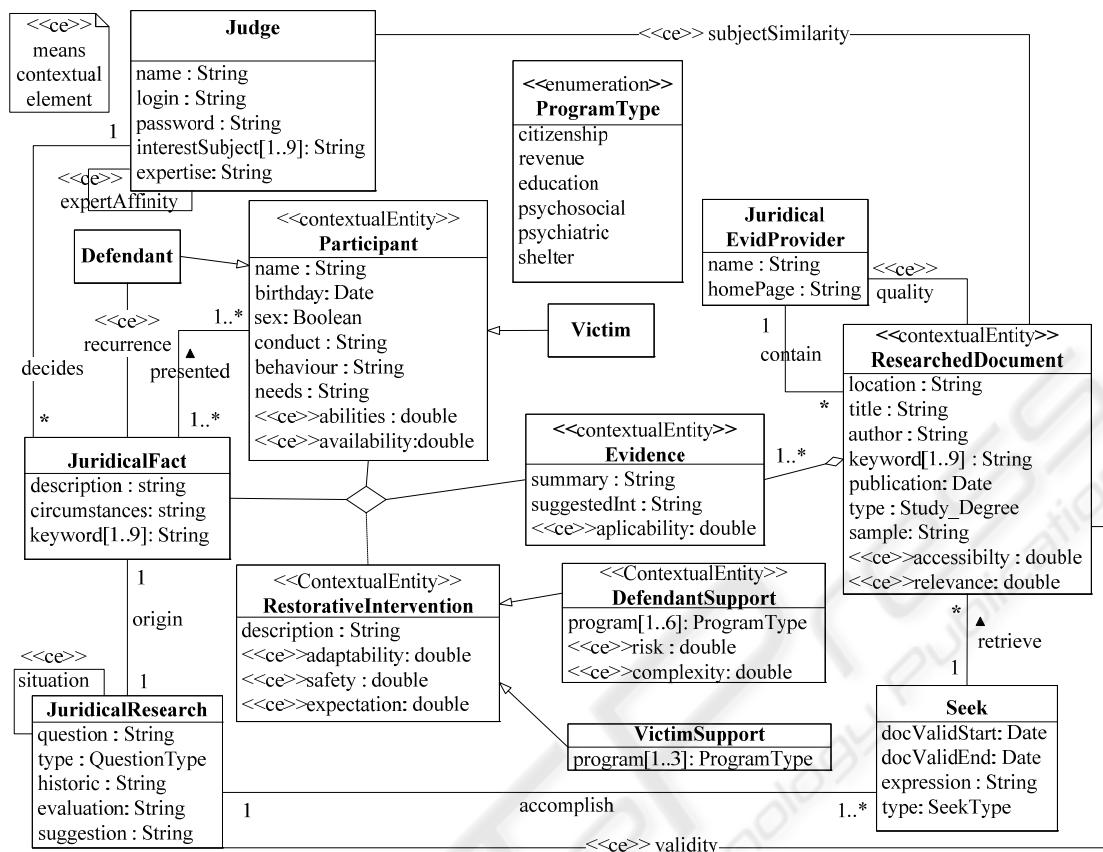 <<ce>>
means
contextual
element
Judge
name : String
login : String
password : String
interestSubject[1..9]: String
expertise: String
<<ce>> subjectSimilarity
<<enumeration>>
ProgramType
citizenship
revenue
education
psychosocial
psychiatric
shelter
1
<<ce>>
expertAffinity
decides
*
Defendant
<<ce>>
recurrence
<<contextualEntity>>
Participant
name : String
birthday: Date
sex: Boolean
conduct : String
behaviour : String
needs : String
<<ce>>abilities : double
<<ce>>availability:double
1..*
▲
presented
1..*
Victim
Juridical
EvidProvider
name : String
homePage : String
<<ce>>
quality
1
contain
*
<<contextualEntity>>
ResearchedDocument
location : String
title : String
author : String
keyword[1..9] : String
publication: Date
type : Study_Degree
sample: String
<<ce>>accessibilty : double
<<ce>>relevance: double
<<contextualEntity>>
Evidence
summary : String
suggestedInt : String
<<ce>>aplicability: double
1..*
JuridicalFact
description : string
circumstances: string
keyword[1..9]: String
1
origin
1
<<ContextualEntity>>
RestorativeIntervention
description : String
<<ce>>adaptability: double
<<ce>>safety : double
<<ce>>expectation: double
<<ContextualEntity>>
DefendantSupport
program[1..6]: ProgramType
<<ce>>risk : double
<<ce>>complexity: double
VictimSupport
program[1..3]: ProgramType
*
▲
retrieve
1
<<ce>>
situation
JuridicalResearch
question : String
type : QuestionType
historic : String
evaluation: String
suggestion : String
Seek
docValidStart: Date
docValidEnd: Date
expression : String
type: SeekType
1
accomplish
1..*
<<ce>> validity